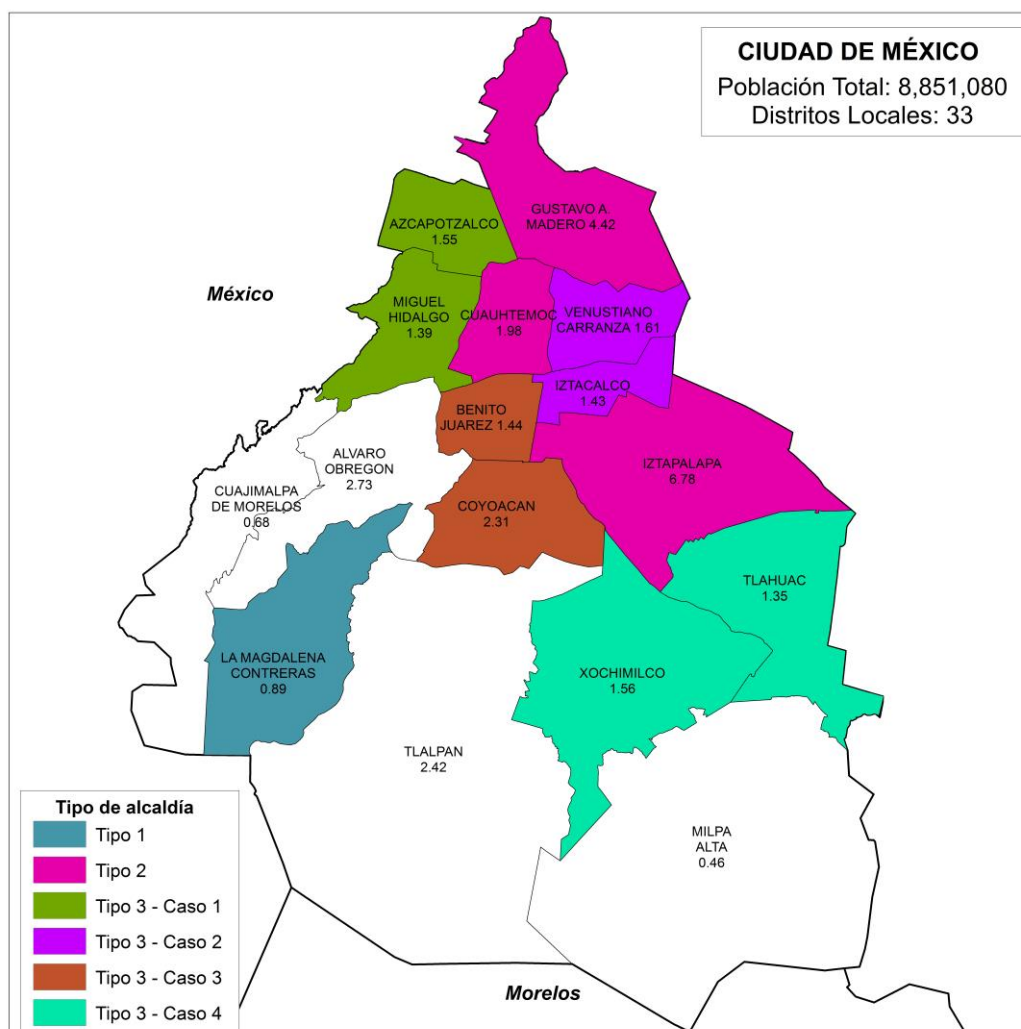 CIUDAD DE MÉXICO
Población Total: 8,851,080
Distritos Locales: 33
GUSTAVO A.
MADERO 4.42
AZCAPOTZALCO
1.55
México
MIGUEL
HIDALGO
1.39
CUAUHTEMOC
1.98
VENUSTIANO
CARRANZA 1.61
IZTACALCO
1.43
BENITO
JUAREZ 1.44
ALVARO
OBREGON
2.73
IZTAPALAPA
6.78
CUAJIMALPA
DE MORELOS
0.68
COYOACAN
2.31
TLAHUAC
1.35
LA MAGDALENA
CONTRERAS
0.89
XOCHIMILCO
1.56
TLALPAN
2.42
MILPA
ALTA
0.46
Tipo de alcaldía
Tipo 1
Tipo 2
Tipo 3 - Caso 1
Tipo 3 - Caso 2
Tipo 3 - Caso 3
Tipo 3 - Caso 4
Morelos